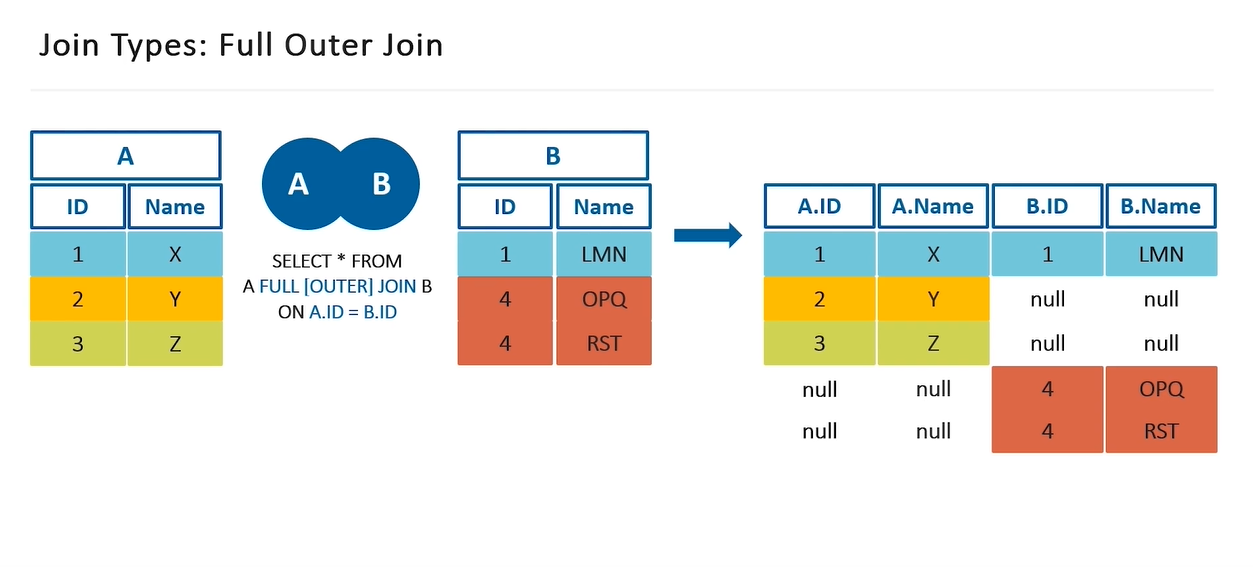 Join Types: Full Outer Join
A
ID Name
1 X
2 Y
3 Z
A B
SELECT * FROM
A FULL [OUTER] JOIN B
ON A.ID = B.ID
B
ID Name
1 LMN
4 OPQ
4 RST
A.ID A.Name B.ID B.Name
1 X 1 LMN
2 Y null null
3 Z null null
null null 4 OPQ
null null 4 RST